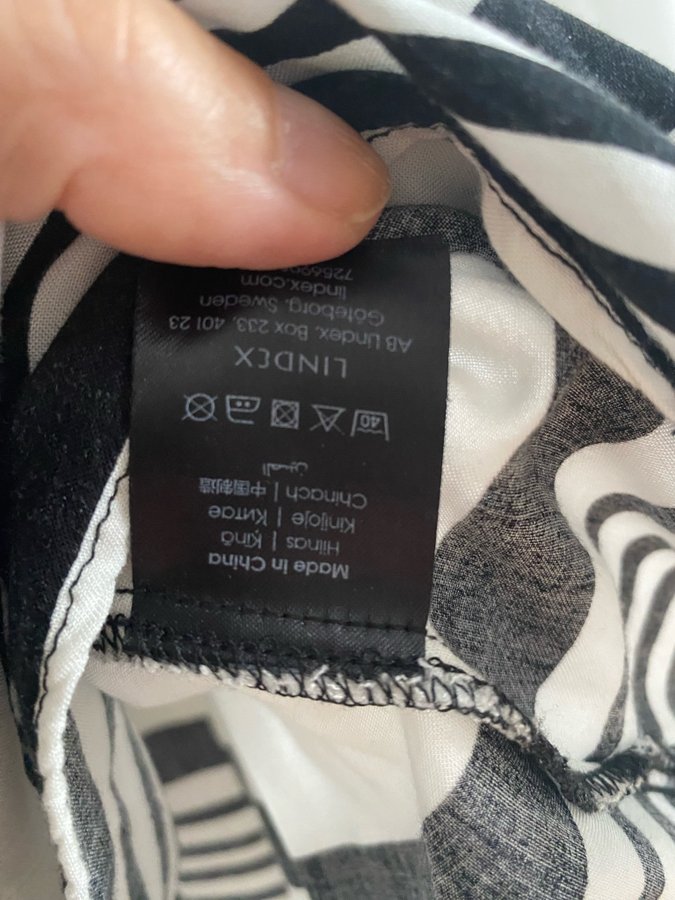 Made in China
Hiinas | Ķīnā
Kinijoje | Китае
Chinach | 中国制造
الصين
40
LINDEX
AB Lindex, Box 233, 401 23
Göteborg, Sweden
lindex.com